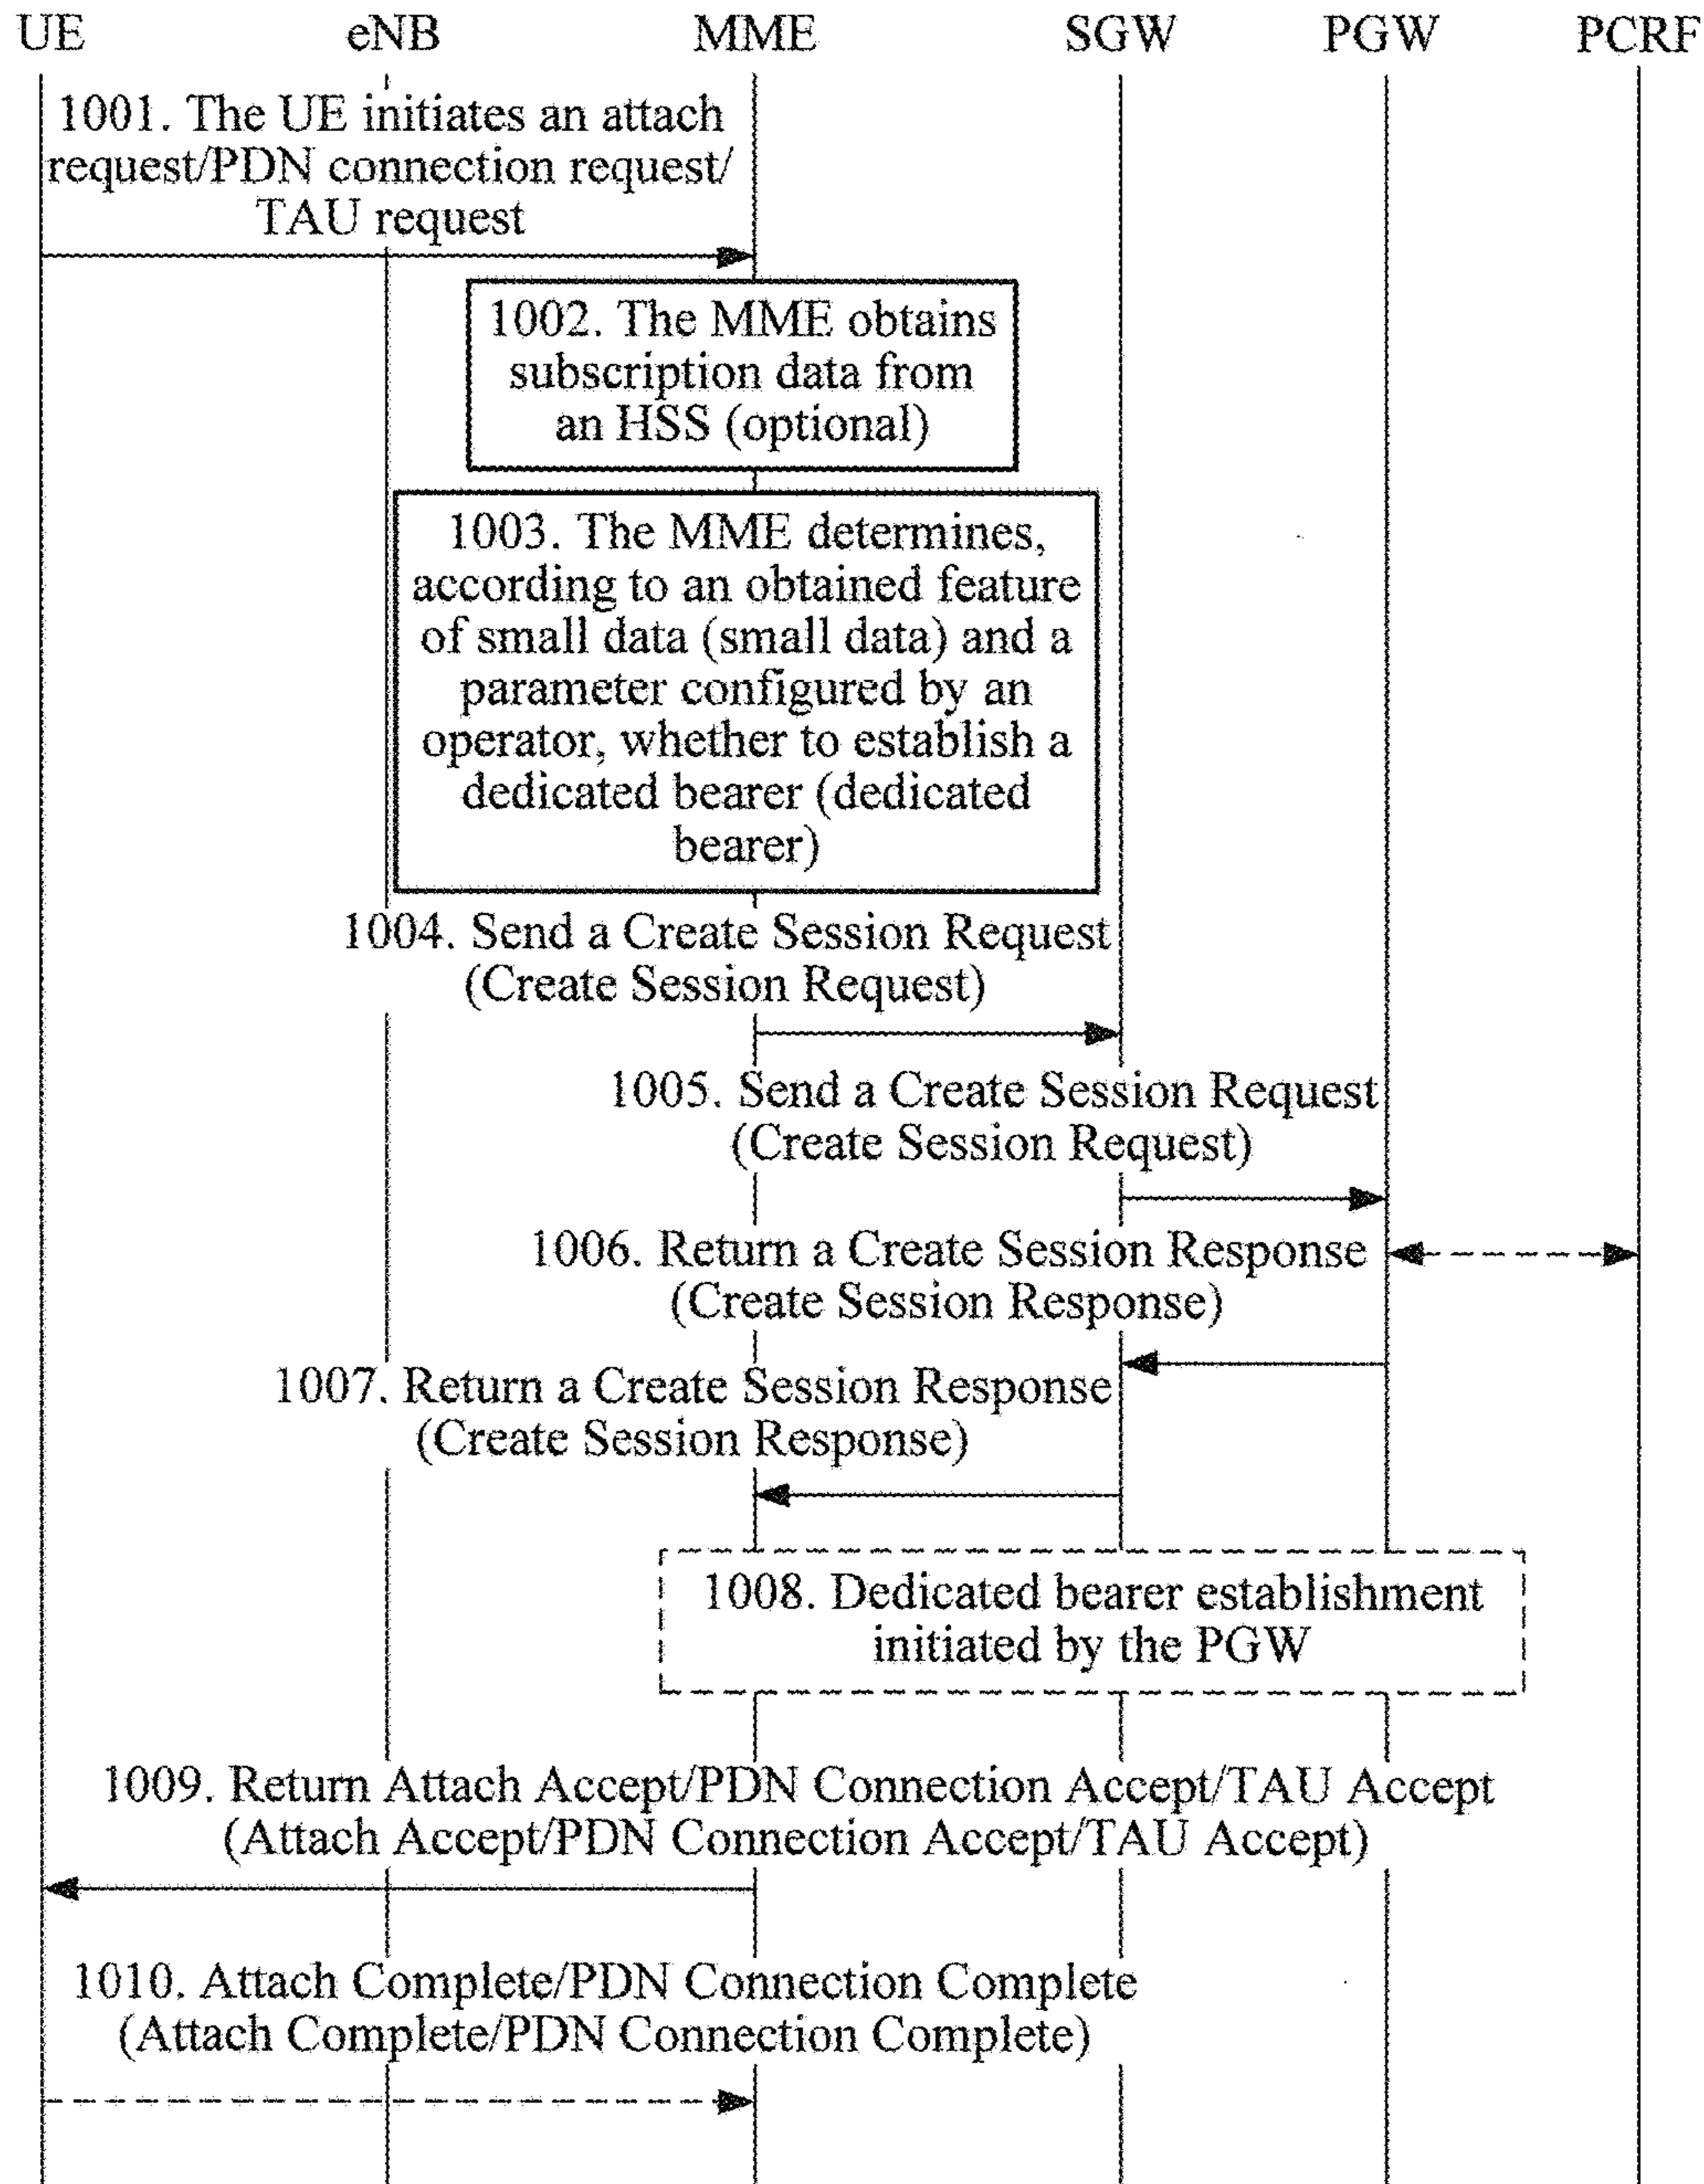 UE eNB MME SGW PGW PCRF
1001. The UE initiates an attach
request/PDN connection request/
TAU request
1002. The MME obtains
subscription data from
an HSS (optional)
1003. The MME determines,
according to an obtained feature
of small data (small data) and a
parameter configured by an
operator, whether to establish a
dedicated bearer (dedicated
bearer)
1004. Send a Create Session Request
(Create Session Request)
1005. Send a Create Session Request
(Create Session Request)
1006. Return a Create Session Response
(Create Session Response)
1007. Return a Create Session Response
(Create Session Response)
1008. Dedicated bearer establishment
initiated by the PGW
1009. Return Attach Accept/PDN Connection Accept/TAU Accept
(Attach Accept/PDN Connection Accept/TAU Accept)
1010. Attach Complete/PDN Connection Complete
(Attach Complete/PDN Connection Complete)